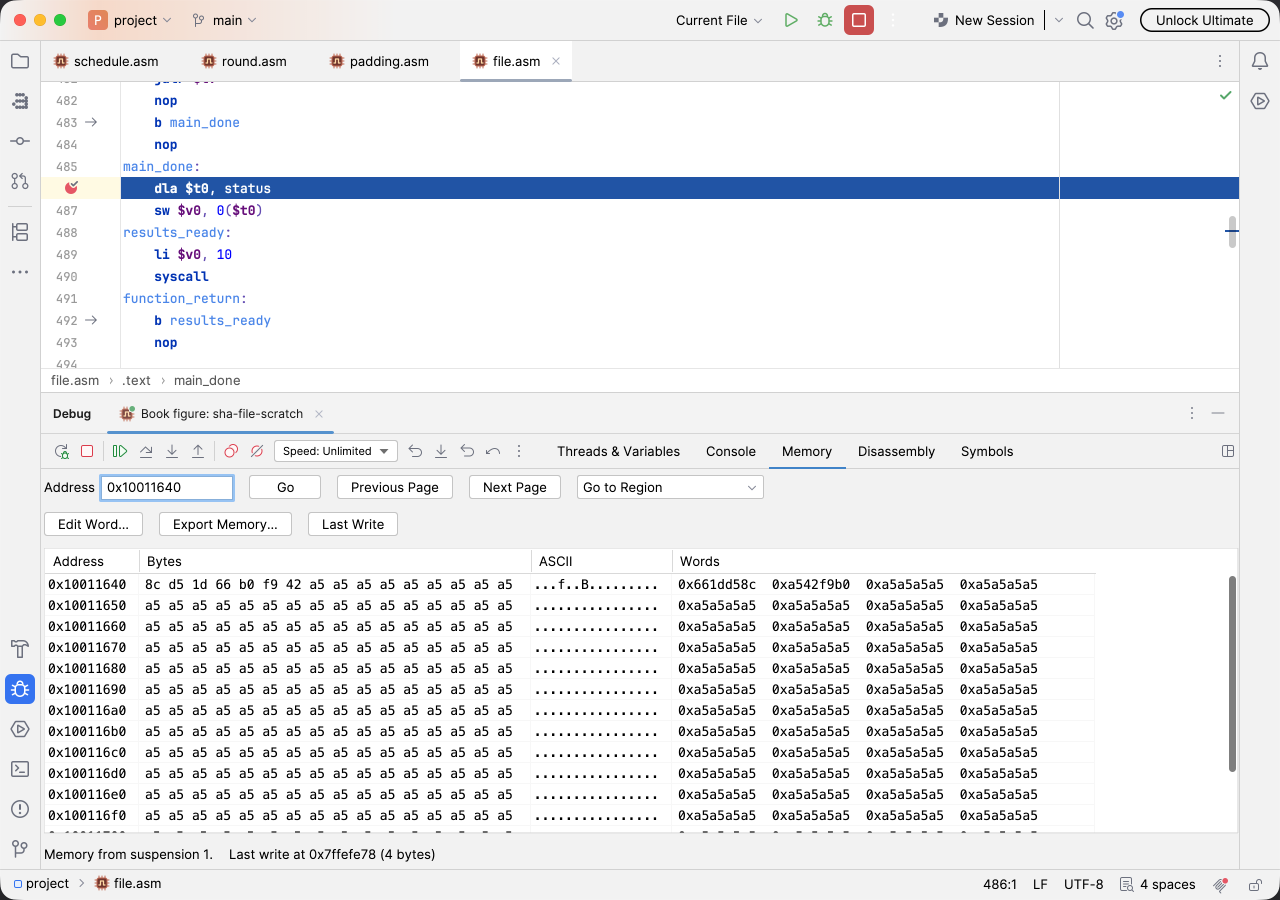 P project main Current File New Session Unlock Ultimate
schedule.asm round.asm padding.asm file.asm
482 nop
483 b main_done
484 nop
485 main_done:
dla $t0, status
487 sw $v0, 0($t0)
488 results_ready:
489 li $v0, 10
490 syscall
491 function_return:
492 b results_ready
493 nop
494
file.asm › .text › main_done
Debug Book figure: sha-file-scratch
Speed: Unlimited Threads & Variables Console Memory Disassembly Symbols
Address 0x10011640 Go Previous Page Next Page Go to Region
Edit Word... Export Memory... Last Write
Address Bytes ASCII Words
0x10011640 8c d5 1d 66 b0 f9 42 a5 a5 a5 a5 a5 a5 a5 a5 a5 ...f..B......... 0x661dd58c 0xa542f9b0 0xa5a5a5a5 0xa5a5a5a5
0x10011650 a5 a5 a5 a5 a5 a5 a5 a5 a5 a5 a5 a5 a5 a5 a5 a5 ................ 0xa5a5a5a5 0xa5a5a5a5 0xa5a5a5a5 0xa5a5a5a5
0x10011660 a5 a5 a5 a5 a5 a5 a5 a5 a5 a5 a5 a5 a5 a5 a5 a5 ................ 0xa5a5a5a5 0xa5a5a5a5 0xa5a5a5a5 0xa5a5a5a5
0x10011670 a5 a5 a5 a5 a5 a5 a5 a5 a5 a5 a5 a5 a5 a5 a5 a5 ................ 0xa5a5a5a5 0xa5a5a5a5 0xa5a5a5a5 0xa5a5a5a5
0x10011680 a5 a5 a5 a5 a5 a5 a5 a5 a5 a5 a5 a5 a5 a5 a5 a5 ................ 0xa5a5a5a5 0xa5a5a5a5 0xa5a5a5a5 0xa5a5a5a5
0x10011690 a5 a5 a5 a5 a5 a5 a5 a5 a5 a5 a5 a5 a5 a5 a5 a5 ................ 0xa5a5a5a5 0xa5a5a5a5 0xa5a5a5a5 0xa5a5a5a5
0x100116a0 a5 a5 a5 a5 a5 a5 a5 a5 a5 a5 a5 a5 a5 a5 a5 a5 ................ 0xa5a5a5a5 0xa5a5a5a5 0xa5a5a5a5 0xa5a5a5a5
0x100116b0 a5 a5 a5 a5 a5 a5 a5 a5 a5 a5 a5 a5 a5 a5 a5 a5 ................ 0xa5a5a5a5 0xa5a5a5a5 0xa5a5a5a5 0xa5a5a5a5
0x100116c0 a5 a5 a5 a5 a5 a5 a5 a5 a5 a5 a5 a5 a5 a5 a5 a5 ................ 0xa5a5a5a5 0xa5a5a5a5 0xa5a5a5a5 0xa5a5a5a5
0x100116d0 a5 a5 a5 a5 a5 a5 a5 a5 a5 a5 a5 a5 a5 a5 a5 a5 ................ 0xa5a5a5a5 0xa5a5a5a5 0xa5a5a5a5 0xa5a5a5a5
0x100116e0 a5 a5 a5 a5 a5 a5 a5 a5 a5 a5 a5 a5 a5 a5 a5 a5 ................ 0xa5a5a5a5 0xa5a5a5a5 0xa5a5a5a5 0xa5a5a5a5
0x100116f0 a5 a5 a5 a5 a5 a5 a5 a5 a5 a5 a5 a5 a5 a5 a5 a5 ................ 0xa5a5a5a5 0xa5a5a5a5 0xa5a5a5a5 0xa5a5a5a5
Memory from suspension 1. Last write at 0x7ffefe78 (4 bytes)
project › file.asm 486:1 LF UTF-8 4 spaces